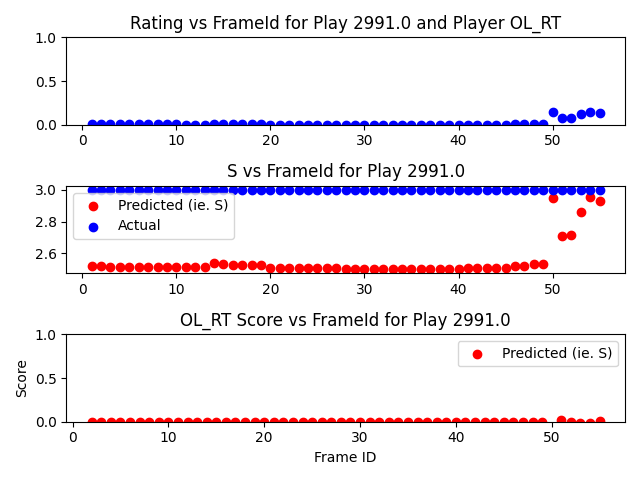 Rating vs FrameId for Play 2991.0 and Player OL_RT
1.0
0.5
0.0
0 10 20 30 40 50
S vs FrameId for Play 2991.0
3.0
2.8
2.6
Predicted (ie. S)
Actual
0 10 20 30 40 50
OL_RT Score vs FrameId for Play 2991.0
1.0
0.5
0.0
Score
Predicted (ie. S)
0 10 20 30 40 50
Frame ID